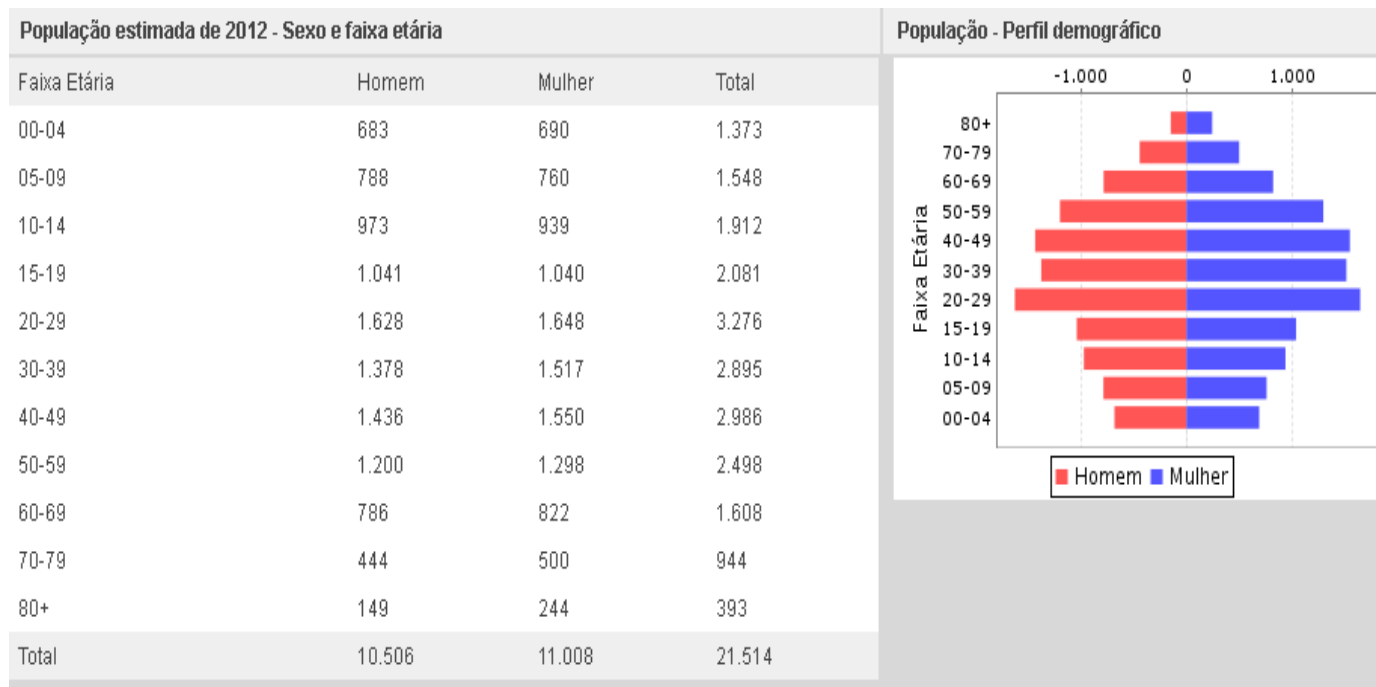 População estimada de 2012 - Sexo e faixa etária
Faixa Etária Homem Mulher Total
00-04 683 690 1.373
05-09 788 760 1.548
10-14 973 939 1.912
15-19 1.041 1.040 2.081
20-29 1.628 1.648 3.276
30-39 1.378 1.517 2.895
40-49 1.436 1.550 2.986
50-59 1.200 1.298 2.498
60-69 786 822 1.608
70-79 444 500 944
80+ 149 244 393
Total 10.506 11.008 21.514
População - Perfil demográfico
-1.000 0 1.000
Faixa Etária
80+
70-79
60-69
50-59
40-49
30-39
20-29
15-19
10-14
05-09
00-04
Homem Mulher